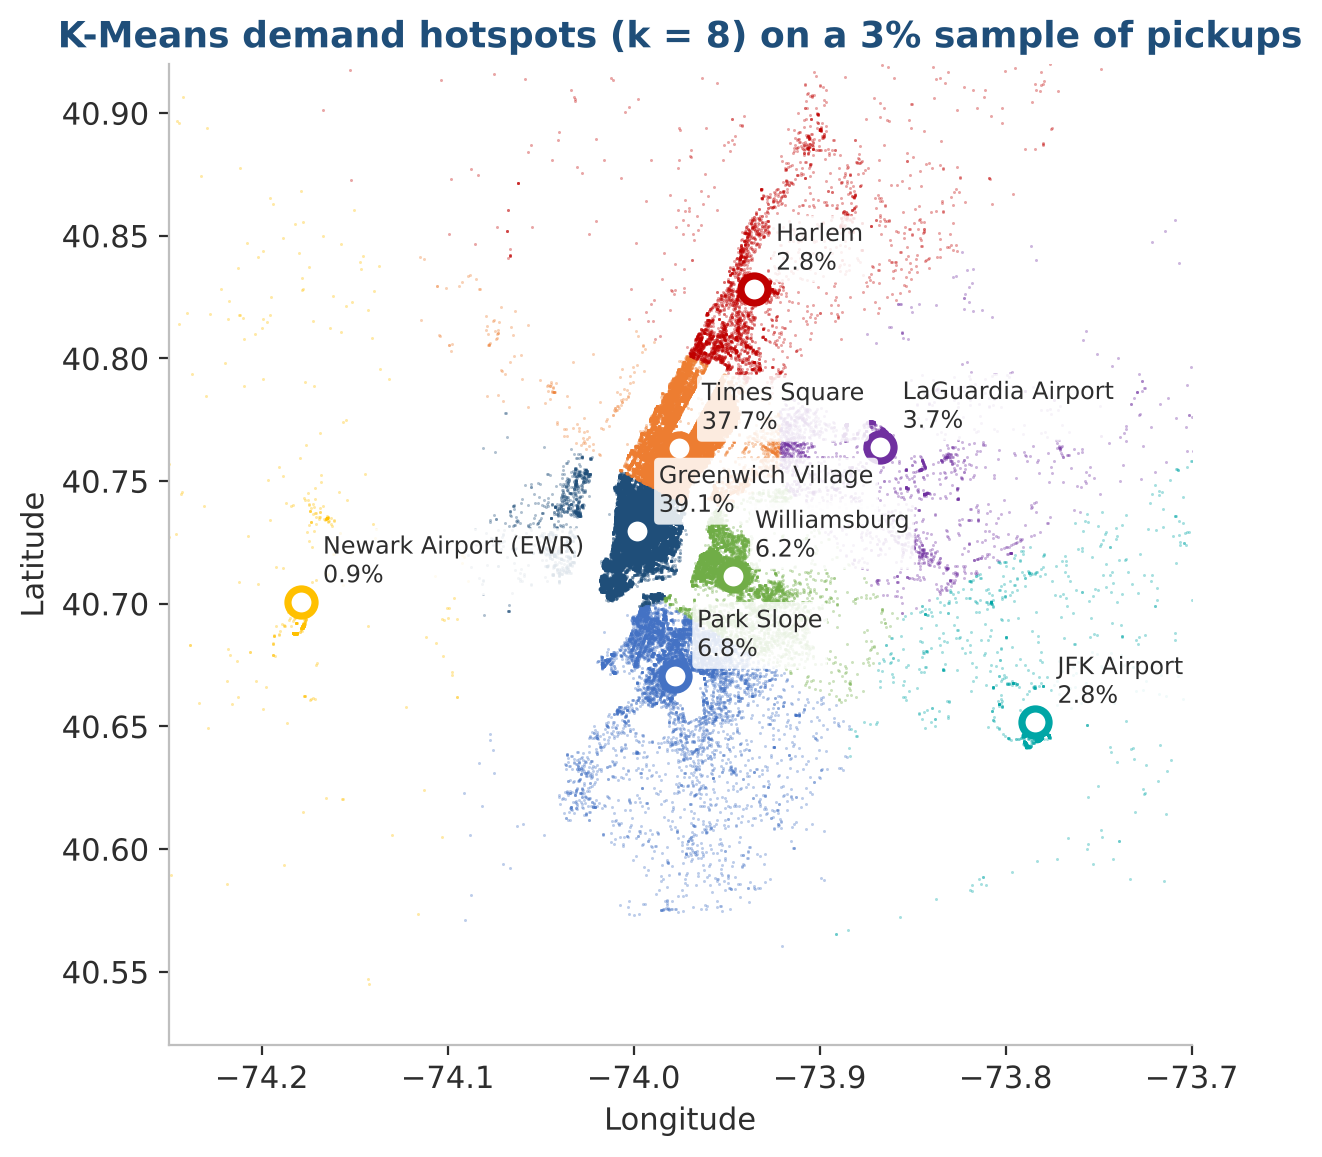 K-Means demand hotspots (k = 8) on a 3% sample of pickups
Latitude
40.90
40.85
40.80
40.75
40.70
40.65
40.60
40.55
Harlem
2.8%
Times Square
37.7%
LaGuardia Airport
3.7%
Greenwich Village
39.1%
Williamsburg
6.2%
Newark Airport (EWR)
0.9%
Park Slope
6.8%
JFK Airport
2.8%
−74.2
−74.1
−74.0
−73.9
−73.8
−73.7
Longitude